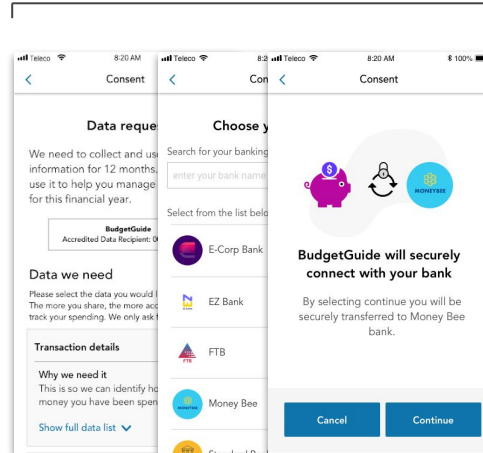 Teleco
8:20 AM
Consent
Data reque
We need to collect and us
information for 12 months.
use it to help you manage
for this financial year.
BudgetGuide
Accredited Data Recipient: 0
Data we need
Please select the data you would l
The more you share, the more acc
track your spending. We only ask f
Transaction details
Why we need it
This is so we can identify ho
money you have been spen
Show full data list
Teleco
8:2
Con
Choose y
Search for your banking
enter your bank name
Select from the list belo
E-Corp Bank
EZ Bank
FTB
FTB
MONEYBEE
Money Bee
Teleco
8:20 AM
100%
Consent
$
MONEYBEE
BudgetGuide will securely
connect with your bank
By selecting continue you will be
securely transferred to Money Bee
bank.
Cancel
Continue